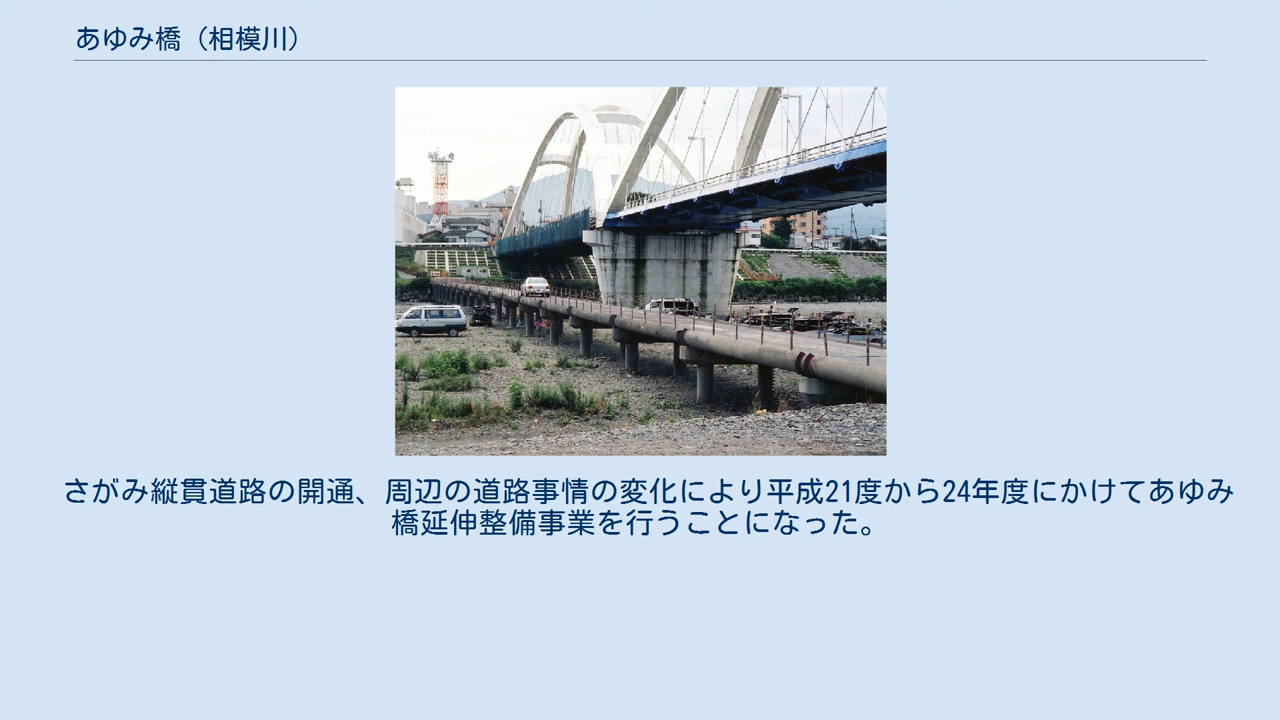 あゆみ橋（相模川）
さがみ縦貫道路の開通、周辺の道路事情の変化により平成21度から24年度にかけてあゆみ
橋延伸整備事業を行うことになった。